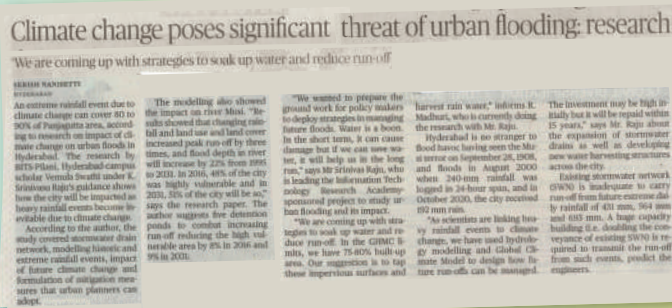 Climate change poses significant threat of urban flooding: research
'We are coming up with strategies to soak up water and reduce run-off'
HYDERABAD
An extreme rainfall event due to
climate change can cover 80 to
90% of Panjagutta area, accord-
ing to research on impact of cli-
mate change on urban floods in
Hyderabad. The research by
BITS-Pilani, Hyderabad campus
scholar Vemula Swathi under K.
Srinivasa Raju's guidance shows
how the city will be impacted as
heavy rainfall events become in-
evitable due to climate change.
According to the author, the
study covered stormwater drain
network, modelling historic and
extreme rainfall events, impact
of future climate change and
formulation of mitigation mea-
sures that urban planners can
adopt.
The modelling also showed
the impact on river Musi. "Re-
sults showed that changing rain-
fall and land use and land cover
increased peak run-off by three
times, and flood depth in river
will increase by 22% from 1995
to 2031. In 2016, 48% of the city
was highly vulnerable and in
2031, 51% of the city will be so,"
says the research paper. The
author suggests five detention
ponds to combat increasing
run-off reducing the high vul-
nerable area by 8% in 2016 and
9% in 2031.
"We wanted to prepare the
ground work for policy makers
to deploy strategies in managing
future floods. Water is a boon.
In the short term, it can cause
damage but if we can save wa-
ter, it will help us in the long
run," says Mr Srinivas Raju, who
is leading the Information Tech-
nology Research Academy-
sponsored project to study ur-
ban flooding and its impact.
"We are coming up with stra-
tegies to soak up water and re-
duce run-off. In the GHMC li-
mits, we have 75-80% built-up
area. Our suggestion is to tap
these impervious surfaces and
harvest rain water," informs R.
Madhuri, who is currently doing
the research with Mr. Raju.
Hyderabad is no stranger to
flood havoc having seen the Mu-
si terror on September 28, 1908,
and floods in August 2000
when 240-mm rainfall was
logged in 24-hour span, and in
October 2020, the city received
192 mm rain.
"As scientists are linking hea-
vy rainfall events to climate
change, we have used hydrolo-
gy modelling and Global Cli-
mate Model to design how fu-
ture run-offs can be managed.
The investment may be high in-
itially but it will be repaid within
15 years," says Mr. Raju about
the expansion of stormwater
drains as well as developing
new water harvesting structures
across the city.
Existing stormwater network
(SWN) is inadequate to carry
run-off from future extreme dai-
ly rainfall of 431 mm, 564 mm
and 693 mm. A huge capacity
building (i.e. doubling the con-
veyance of existing SWN) is re-
quired to transmit the run-off
from such events, predict the
engineers.